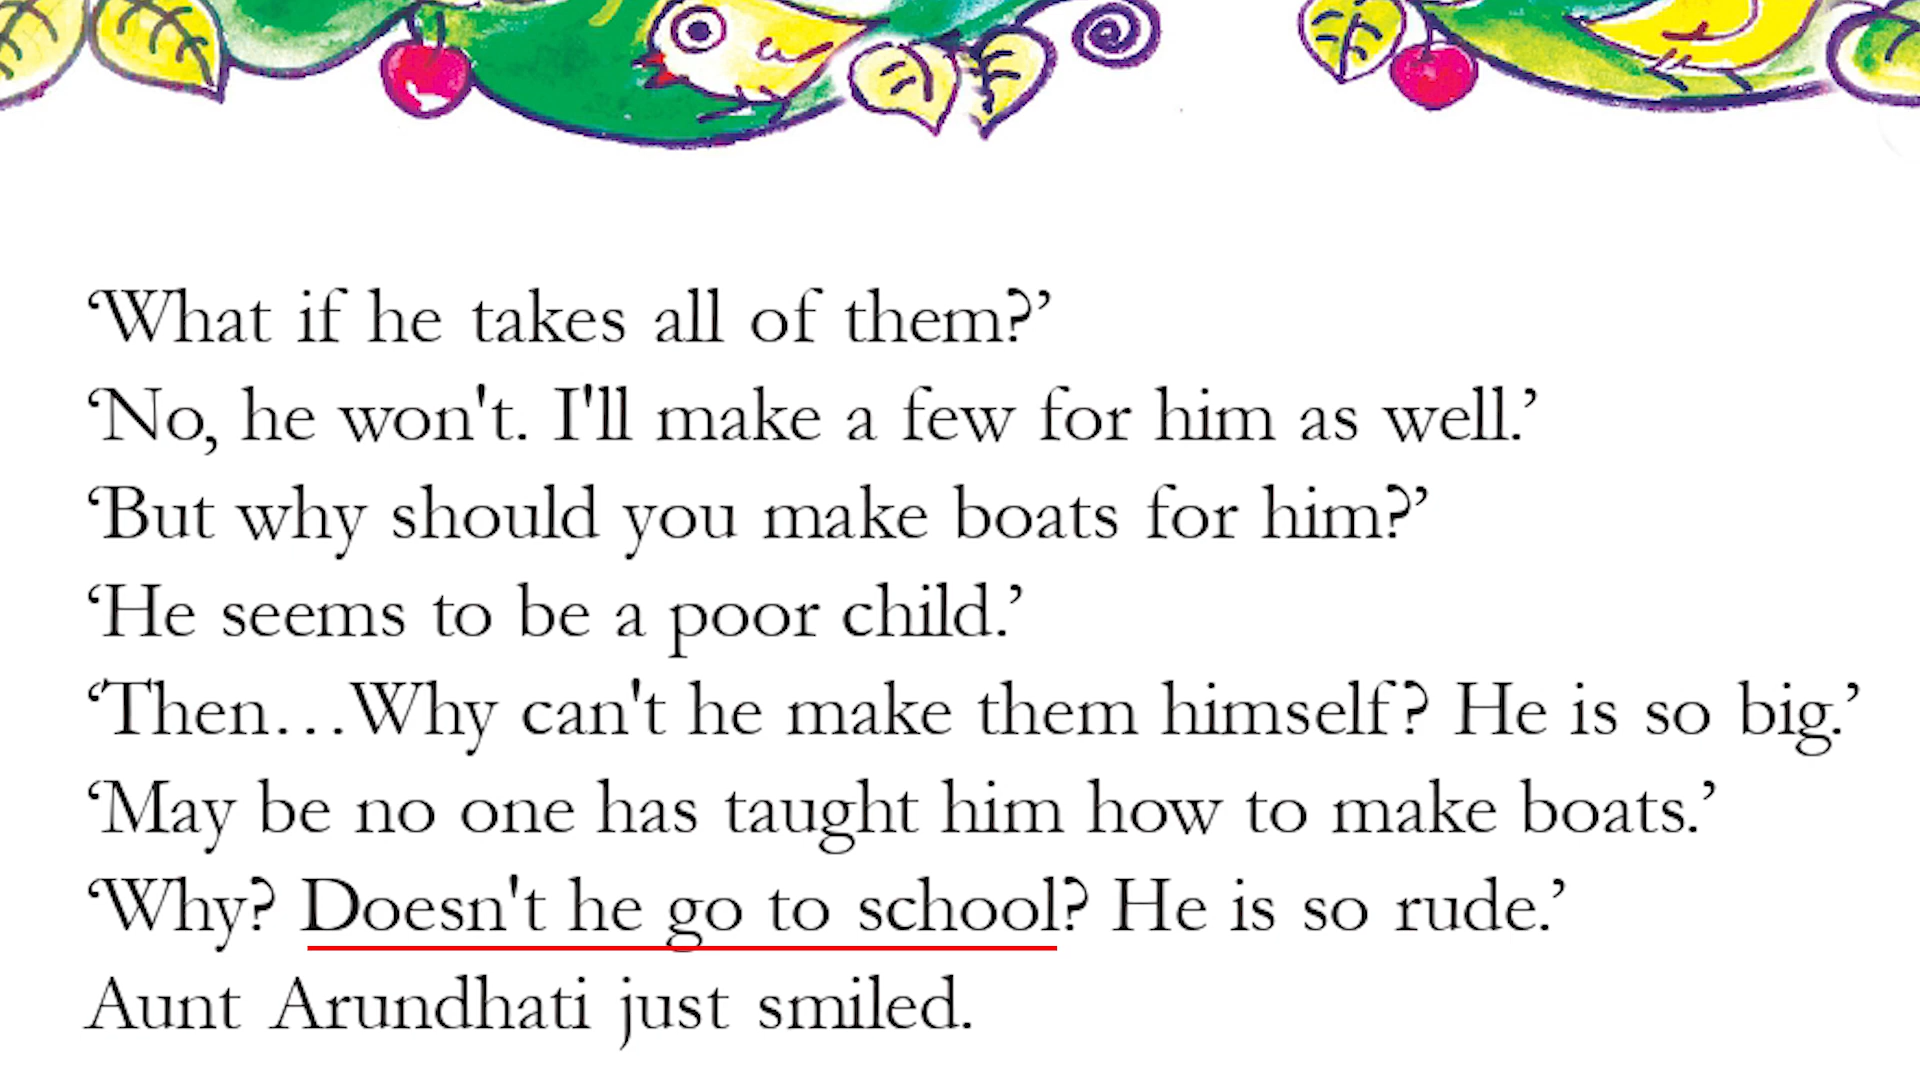 ‘What if he takes all of them?’
‘No, he won't. I'll make a few for him as well.’
‘But why should you make boats for him?’
‘He seems to be a poor child.’
‘Then…Why can't he make them himself? He is so big.’
‘May be no one has taught him how to make boats.’
‘Why? Doesn't he go to school? He is so rude.’
Aunt Arundhati just smiled.